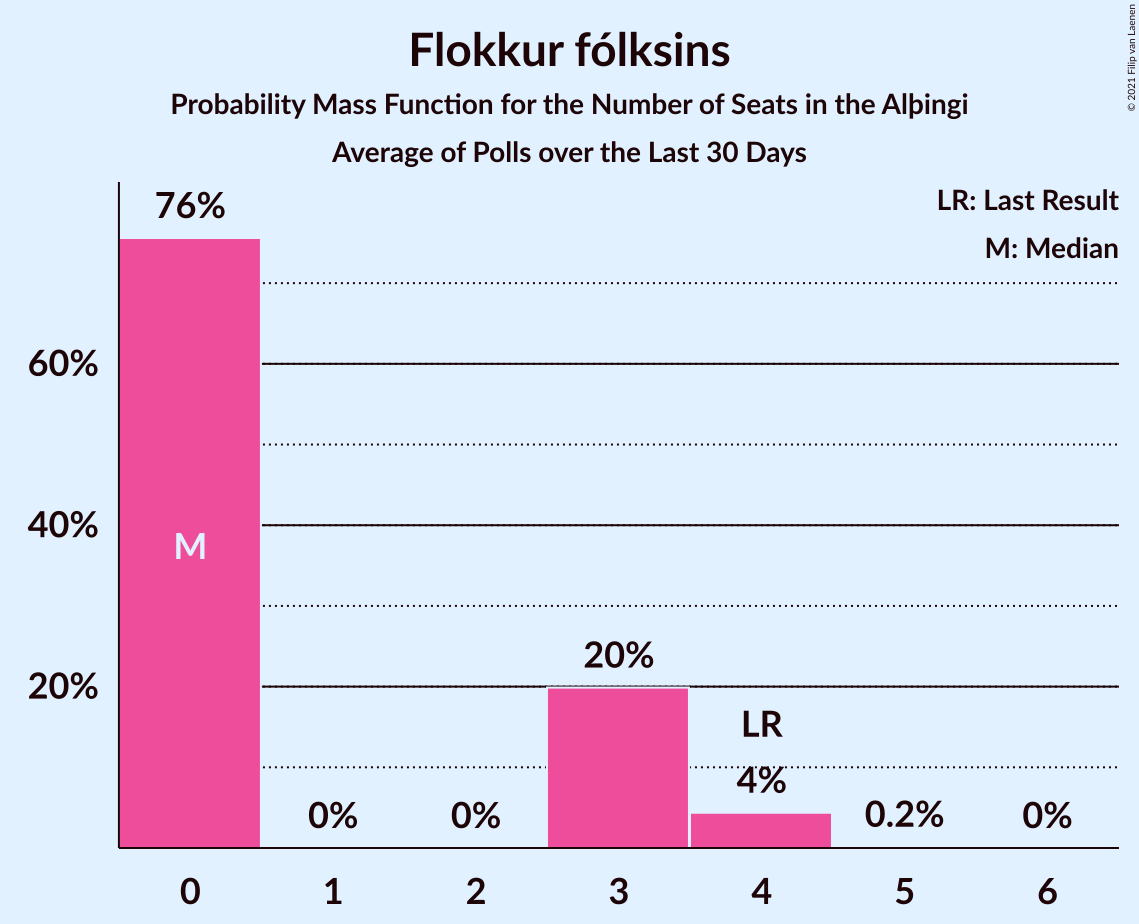 Flokkur fólksins
Probability Mass Function for the Number of Seats in the Alþingi
Average of Polls over the Last 30 Days
© 2021 Filip van Laenen
LR: Last Result
M: Median
76%
60%
40%
M
20%
20%
LR
4%
0%
0%
0.2%
0%
0
1
2
3
4
5
6